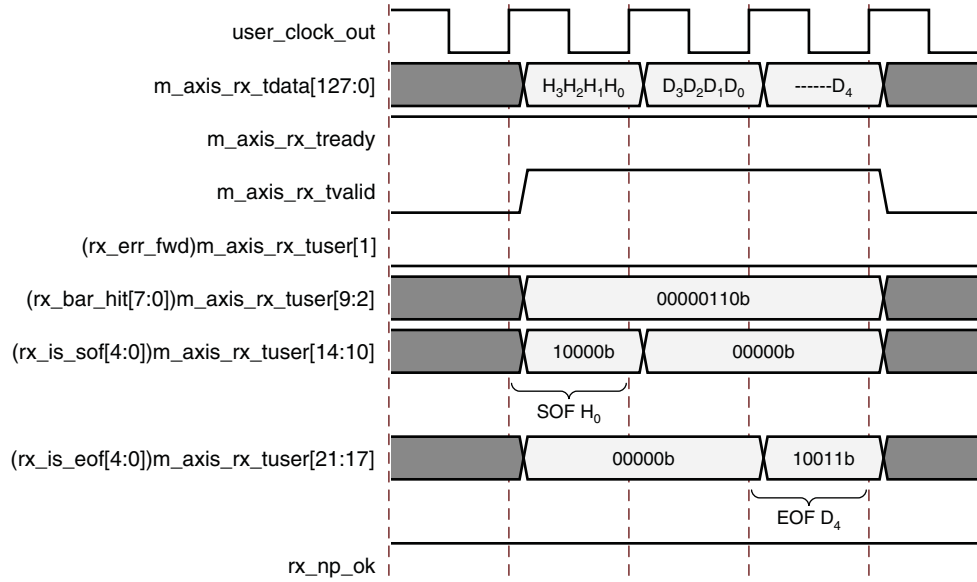 user_clock_out
m_axis_rx_tdata[127:0] H₃H₂H₁H₀ D₃D₂D₁D₀ ------D₄
m_axis_rx_tready
m_axis_rx_tvalid
(rx_err_fwd)m_axis_rx_tuser[1]
(rx_bar_hit[7:0])m_axis_rx_tuser[9:2] 00000110b
(rx_is_sof[4:0])m_axis_rx_tuser[14:10] 10000b 00000b
SOF H₀
(rx_is_eof[4:0])m_axis_rx_tuser[21:17] 00000b 10011b
EOF D₄
rx_np_ok